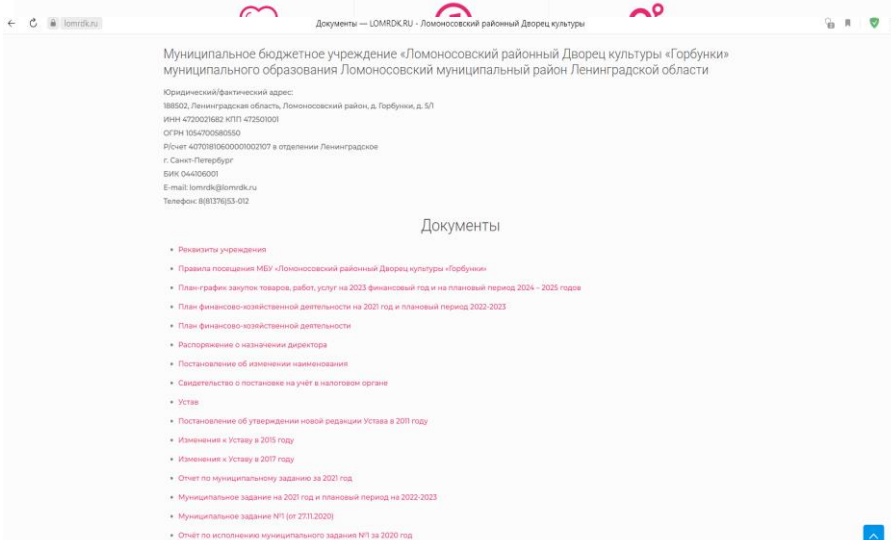 lomrdk.ru
Документы — LOMRDK.RU - Ломоносовский районный Дворец культуры
Муниципальное бюджетное учреждение «Ломоносовский районный Дворец культуры «Горбунки»
муниципального образования Ломоносовский муниципальный район Ленинградской области
Юридический/фактический адрес:
188502, Ленинградская область, Ломоносовский район, д. Горбунки, д. 5/1
ИНН 4720021682 КПП 472501001
ОГРН 1054700580550
Р/счет 40701810600001002107 в отделении Ленинградское
г. Санкт-Петербург
БИК 044106001
E-mail: lomrdk@lomrdk.ru
Телефон: 8(81376)53-012
Документы
Реквизиты учреждения
Правила посещения МБУ «Ломоносовский районный Дворец культуры «Горбунки»
План-график закупок товаров, работ, услуг на 2023 финансовый год и на плановый период 2024 – 2025 годов
План финансово-хозяйственной деятельности на 2021 год и плановый период 2022-2023
План финансово-хозяйственной деятельности
Распоряжение о назначении директора
Постановление об изменении наименования
Свидетельство о постановке на учёт в налоговом органе
Устав
Постановление об утверждении новой редакции Устава в 2011 году
Изменения к Уставу в 2015 году
Изменения к Уставу в 2017 году
Отчет по муниципальному заданию за 2021 год
Муниципальное задание на 2021 год и плановый период на 2022-2023
Муниципальное задание №1 (от 27.11.2020)
Отчёт по исполнению муниципального задания №1 за 2020 год